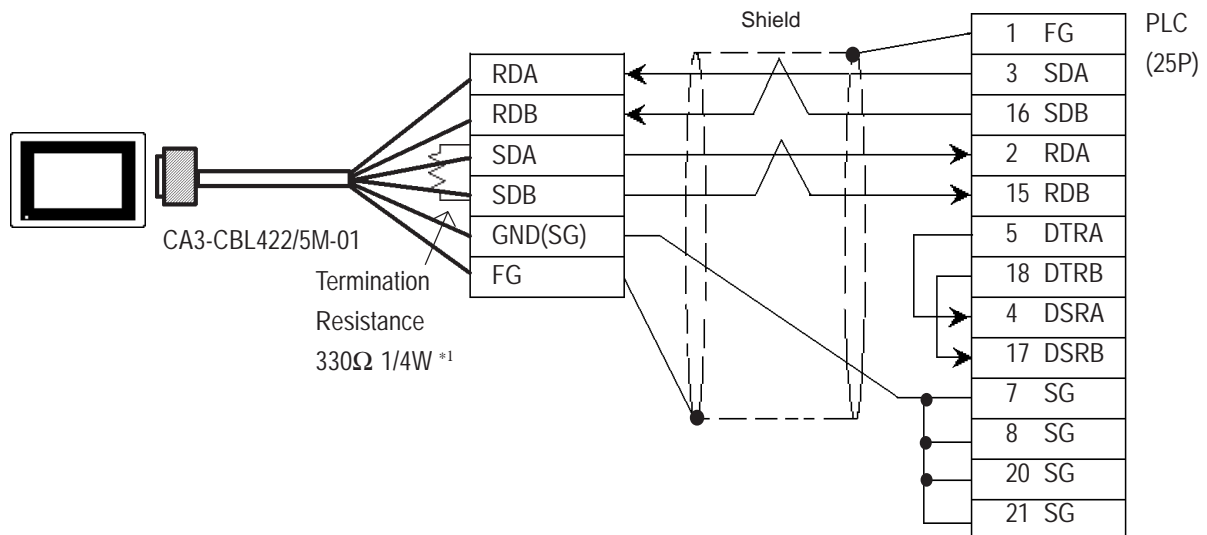 Shield
PLC
(25P)
RDA
RDB
SDA
SDB
GND(SG)
FG
CA3-CBL422/5M-01
Termination
Resistance
330Ω 1/4W *1
1 FG
3 SDA
16 SDB
2 RDA
15 RDB
5 DTRA
18 DTRB
4 DSRA
17 DSRB
7 SG
8 SG
20 SG
21 SG